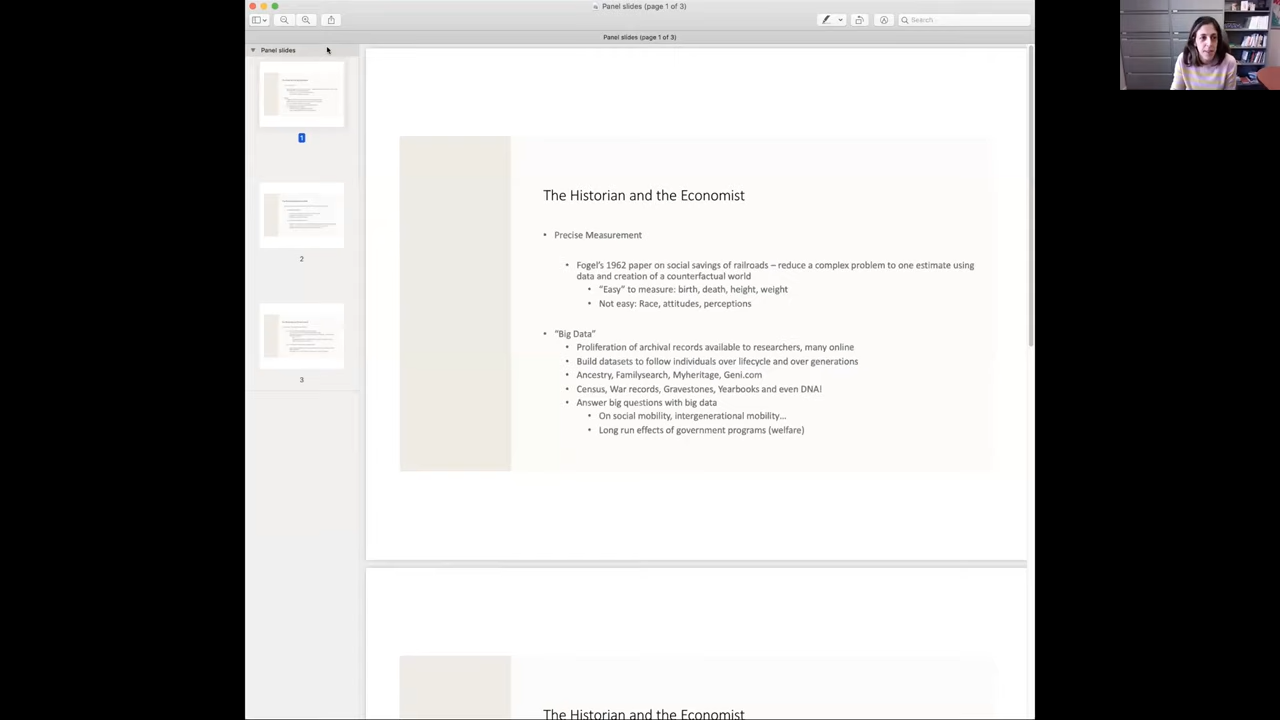 Panel slides (page 1 of 3)
Search
Panel slides (page 1 of 3)
Panel slides
1
2
3
The Historian and the Economist
• Precise Measurement
• Fogel's 1962 paper on social savings of railroads – reduce a complex problem to one estimate using
data and creation of a counterfactual world
• "Easy" to measure: birth, death, height, weight
• Not easy: Race, attitudes, perceptions
• "Big Data"
• Proliferation of archival records available to researchers, many online
• Build datasets to follow individuals over lifecycle and over generations
• Ancestry, Familysearch, Myheritage, Geni.com
• Census, War records, Gravestones, Yearbooks and even DNA!
• Answer big questions with big data
• On social mobility, intergenerational mobility...
• Long run effects of government programs (welfare)
The Historian and the Economist